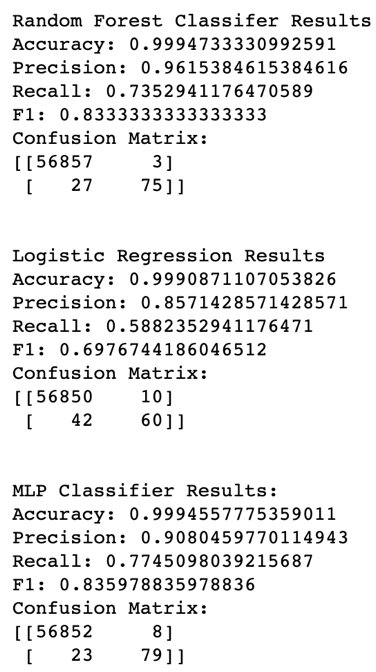 Random Forest Classifer Results
Accuracy: 0.9994733330992591
Precision: 0.9615384615384616
Recall: 0.7352941176470589
F1: 0.8333333333333333
Confusion Matrix:
[[56857     3]
 [   27    75]]
Logistic Regression Results
Accuracy: 0.9990871107053826
Precision: 0.8571428571428571
Recall: 0.5882352941176471
F1: 0.6976744186046512
Confusion Matrix:
[[56850    10]
 [   42    60]]
MLP Classifier Results:
Accuracy: 0.9994557775359011
Precision: 0.9080459770114943
Recall: 0.7745098039215687
F1: 0.835978835978836
Confusion Matrix:
[[56852     8]
 [   23    79]]